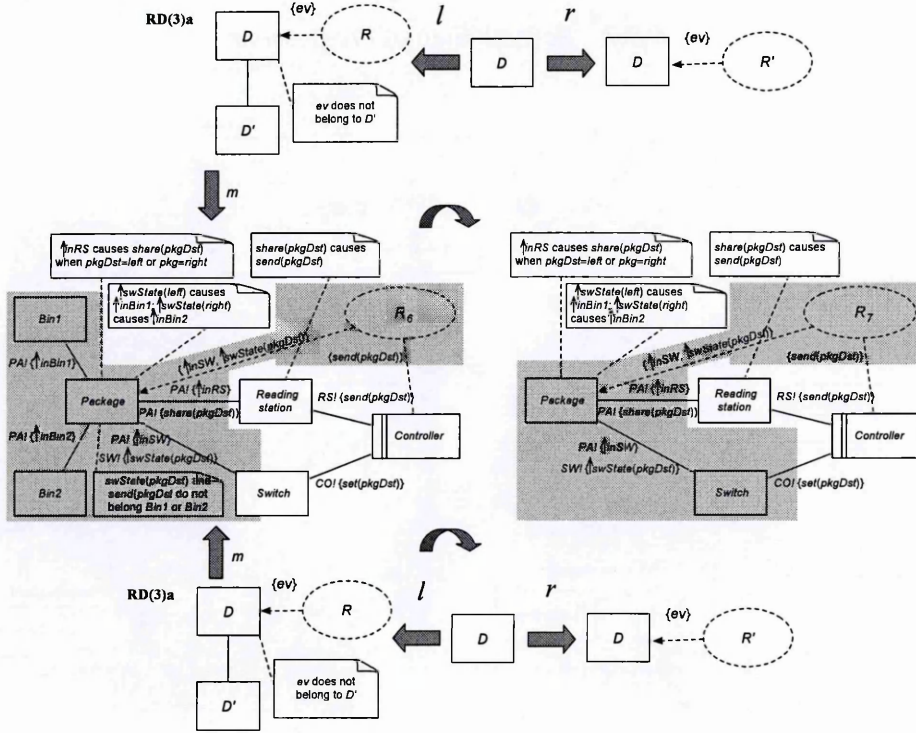 RD(3)a
D
{ev}
R
l
r
D
D
{ev}
R'
D'
ev does not
belong to D'
m
↑inRS causes share(pkgDst)
when pkgDst=left or pkg=right
share(pkgDst) causes
send(pkgDst)
↑swState(left) causes
↑inBin1; ↑swState(right)
causes ↑inBin2
Bin1
R6
{↑inSW, ↑swState(pkgDst)}
{send(pkgDst)}
PA! {↑inBin1}
PA! {↑inRS}
Package
Reading
station
RS! {send(pkgDst)}
PA! {share(pkgDst)}
Controller
PA! {↑inBin2}
PA! {↑inSW}
SW! {↑swState(pkgDst)}
Bin2
swState(pkgDst) and
send(pkgDst do not
belong Bin1 or Bin2
Switch
CO! {set(pkgDst)}
↑inRS causes share(pkgDst)
when pkgDst=left or pkg=right
share(pkgDst) causes
send(pkgDst)
↑swState(left) causes
↑inBin1; ↑swState(right)
causes ↑inBin2
R7
{↑inSW, ↑swState(pkgDst)}
{send(pkgDst)}
PA! {↑inRS}
Package
Reading
station
RS! {send(pkgDst)}
PA! {share(pkgDst)}
Controller
PA! {↑inSW}
SW! {↑swState(pkgDst)}
Switch
CO! {set(pkgDst)}
m
RD(3)a
D
{ev}
R
l
r
D
D
{ev}
R'
ev does not
belong to D'
D'